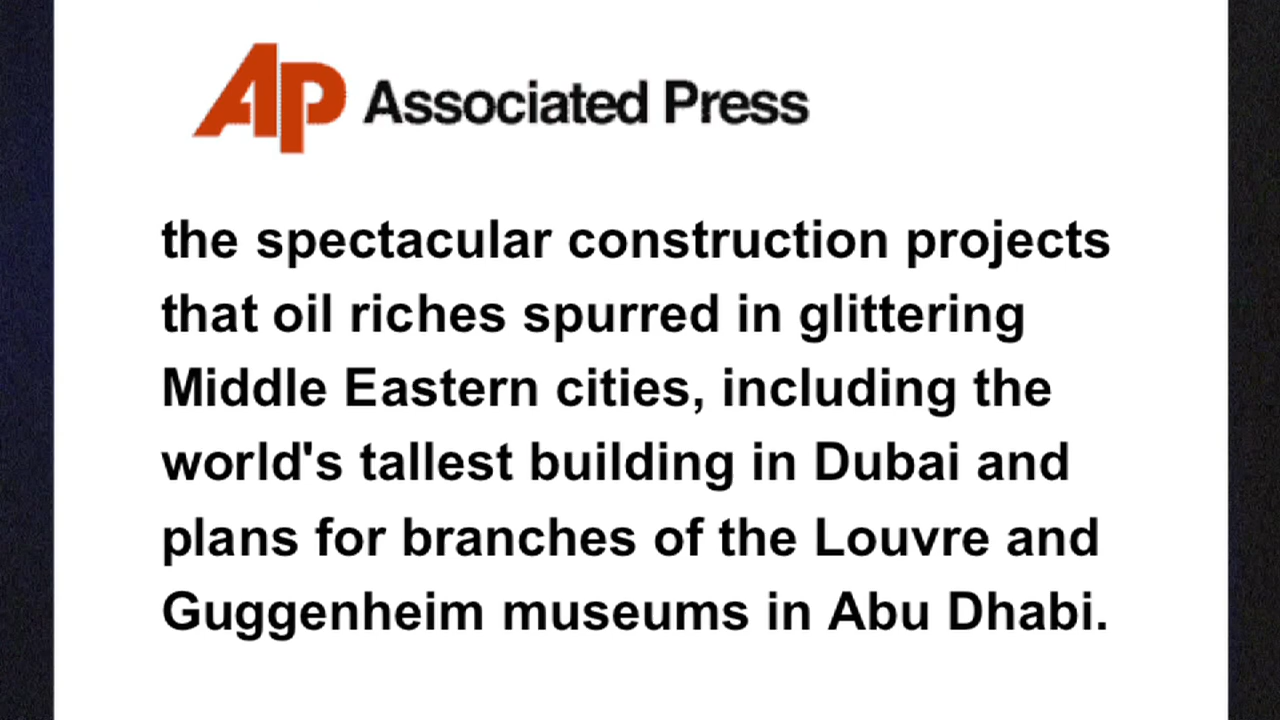 AP Associated Press
the spectacular construction projects
that oil riches spurred in glittering
Middle Eastern cities, including the
world's tallest building in Dubai and
plans for branches of the Louvre and
Guggenheim museums in Abu Dhabi.